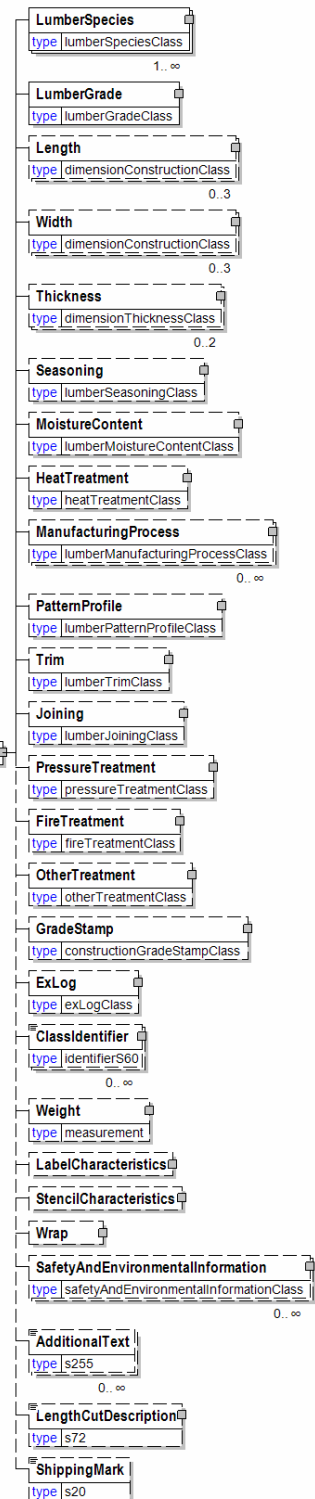 LumberSpecies
type lumberSpeciesClass
1.. ∞
LumberGrade
type lumberGradeClass
Length
type dimensionConstructionClass
0..3
Width
type dimensionConstructionClass
0..3
Thickness
type dimensionThicknessClass
0..2
Seasoning
type lumberSeasoningClass
MoistureContent
type lumberMoistureContentClass
HeatTreatment
type heatTreatmentClass
ManufacturingProcess
type lumberManufacturingProcessClass
0.. ∞
PatternProfile
type lumberPatternProfileClass
Trim
type lumberTrimClass
Joining
type lumberJoiningClass
PressureTreatment
type pressureTreatmentClass
FireTreatment
type fireTreatmentClass
OtherTreatment
type otherTreatmentClass
GradeStamp
type constructionGradeStampClass
ExLog
type exLogClass
ClassIdentifier
type identifierS60
0.. ∞
Weight
type measurement
LabelCharacteristics
StencilCharacteristics
Wrap
SafetyAndEnvironmentalInformation
type safetyAndEnvironmentalInformationClass
0.. ∞
AdditionalText
type s255
0.. ∞
LengthCutDescription
type s72
ShippingMark
type s20